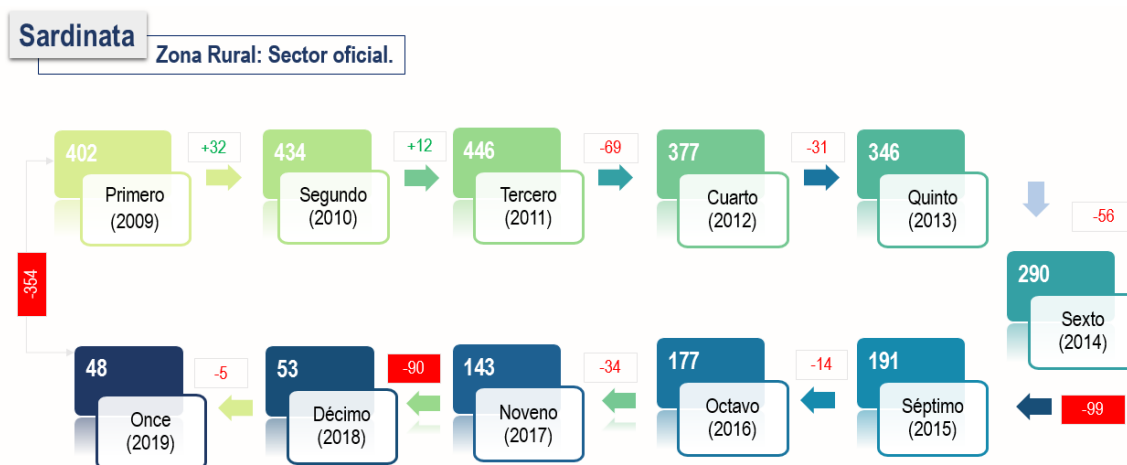 Sardinata
Zona Rural: Sector oficial.
402
Primero
(2009)
+32
434
Segundo
(2010)
+12
446
Tercero
(2011)
-69
377
Cuarto
(2012)
-31
346
Quinto
(2013)
-56
290
Sexto
(2014)
-99
191
Séptimo
(2015)
-14
177
Octavo
(2016)
-34
143
Noveno
(2017)
-90
53
Décimo
(2018)
-5
48
Once
(2019)
-354